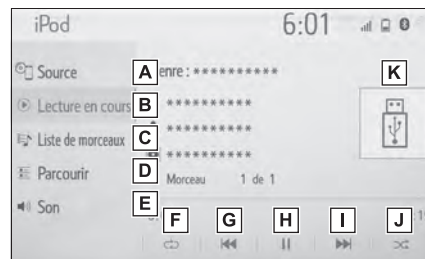 iPod 6:01
Source
A enre : **********
K
Lecture en cours
B **********
Liste de morceaux
C **********
**********
Parcourir
D Morceau 1 de 1
Son
E
F G H I J